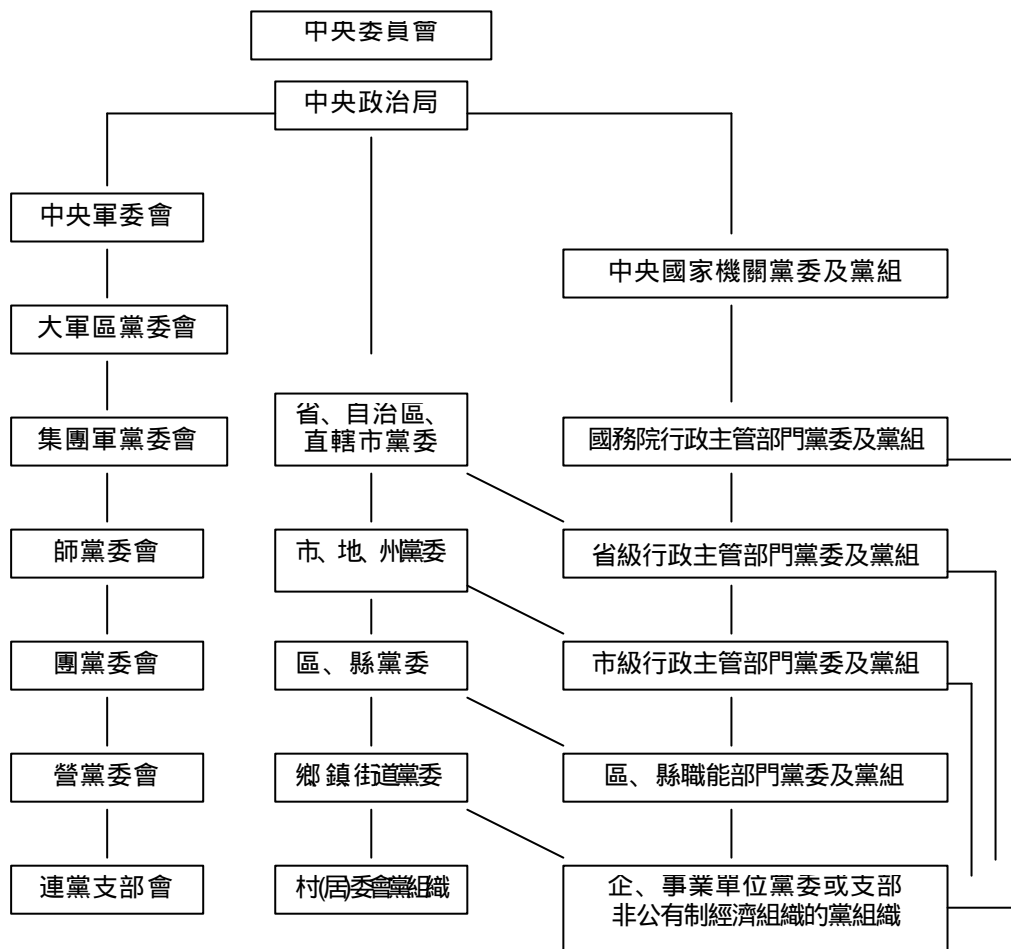 中央委員會
中央政治局
中央軍委會
中央國家機關黨委及黨組
大軍區黨委會
省、自治區、
直轄市黨委
集團軍黨委會
國務院行政主管部門黨委及黨組
師黨委會
市、地、州黨委
省級行政主管部門黨委及黨組
團黨委會
區、縣黨委
市級行政主管部門黨委及黨組
營黨委會
鄉鎮街道黨委
區、縣職能部門黨委及黨組
連黨支部會
村(居)委會黨組織
企、事業單位黨委或支部
非公有制經濟組織的黨組織